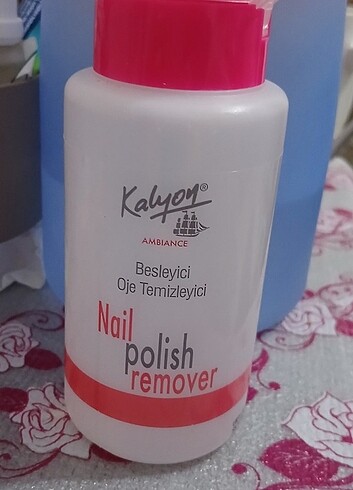 Kalyon®
AMBIANCE
Besleyici
Oje Temizleyici
Nail
polish
remover